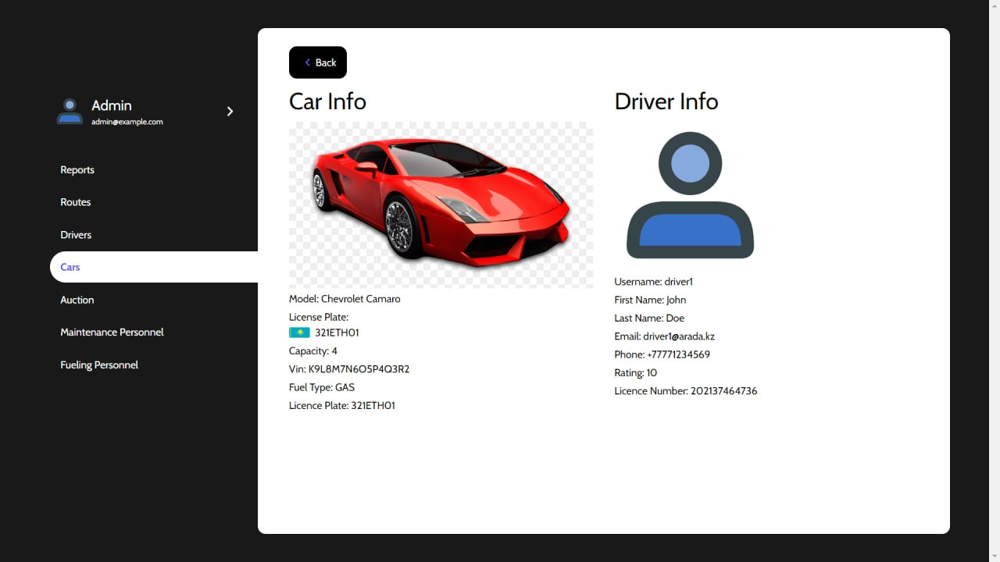 Admin
admin@example.com
Reports
Routes
Drivers
Cars
Auction
Maintenance Personnel
Fueling Personnel
Back
Car Info
Model: Chevrolet Camaro
License Plate:
321ETH01
Capacity: 4
Vin: K9L8M7N6O5P4Q3R2
Fuel Type: GAS
Licence Plate: 321ETH01
Driver Info
Username: driver1
First Name: John
Last Name: Doe
Email: driver1@arada.kz
Phone: +77771234569
Rating: 10
Licence Number: 202137464736